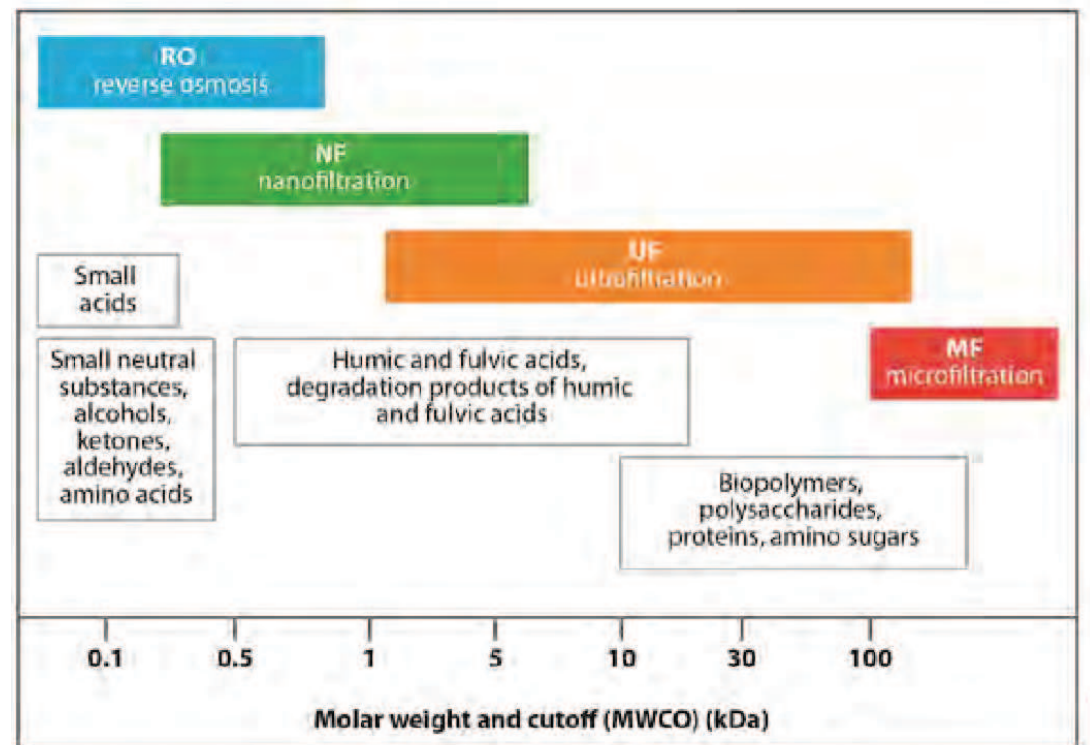 RO
reverse osmosis
NF
nanofiltration
UF
ultrafiltration
Small
acids
MF
microfiltration
Small neutral
substances,
alcohols,
ketones,
aldehydes,
amino acids
Humic and fulvic acids,
degradation products of humic
and fulvic acids
Biopolymers,
polysaccharides,
proteins, amino sugars
0.1 0.5 1 5 10 30 100
Molar weight and cutoff (MWCO) (kDa)